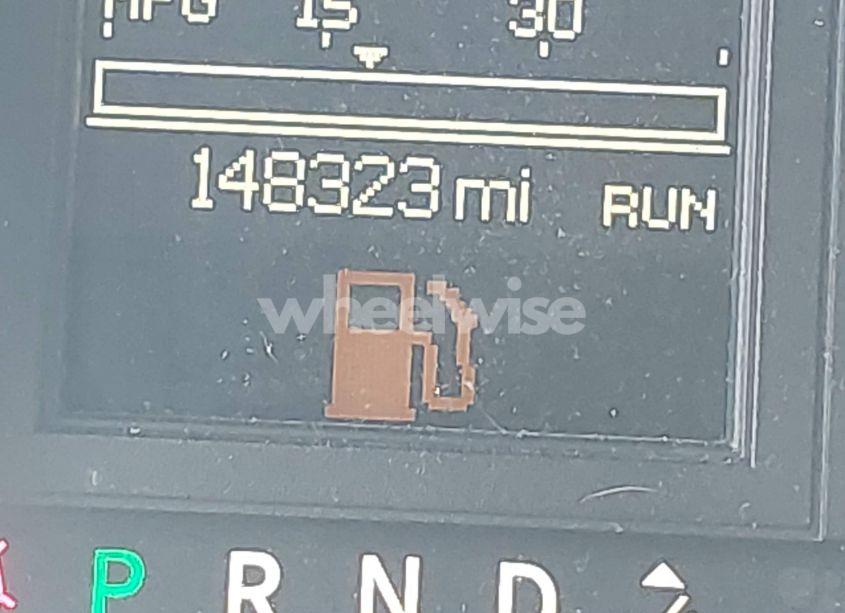 MPG 15 30
148323 mi RUN
wheelwise
P R N D